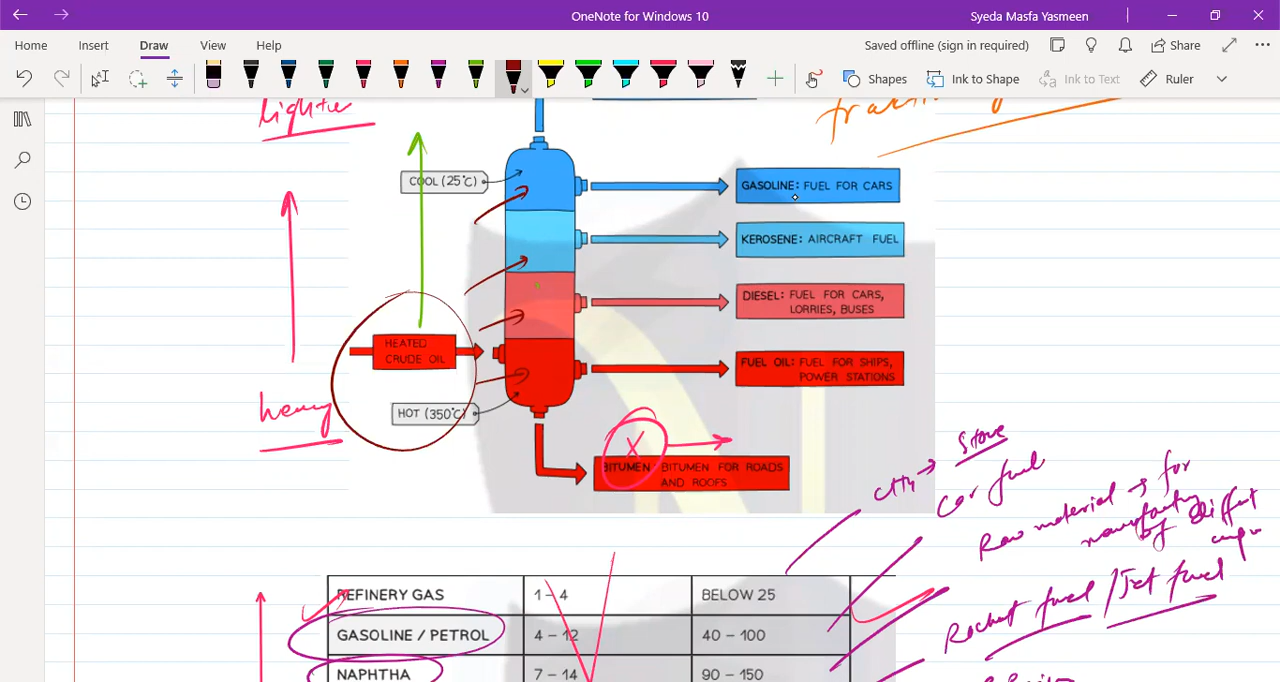 OneNote for Windows 10
Syeda Masfa Yasmeen
Home Insert Draw View Help
Saved offline (sign in required)
Share
Shapes
Ink to Shape
Ink to Text
Ruler
lighter
COOL (25°C)
GASOLINE: FUEL FOR CARS
KEROSENE: AIRCRAFT FUEL
DIESEL: FUEL FOR CARS,
LORRIES, BUSES
HEATED
CRUDE OIL
FUEL OIL: FUEL FOR SHIPS,
POWER STATIONS
heavy
HOT (350°C)
X
BITUMEN: BITUMEN FOR ROADS
AND ROOFS
CH4 → Stove
Car fuel
Raw material → for
of
Rocket fuel / Jet fuel
REFINERY GAS 1 – 4 BELOW 25
GASOLINE / PETROL 4 – 12 40 – 100
NAPHTHA 7 – 14 90 – 150